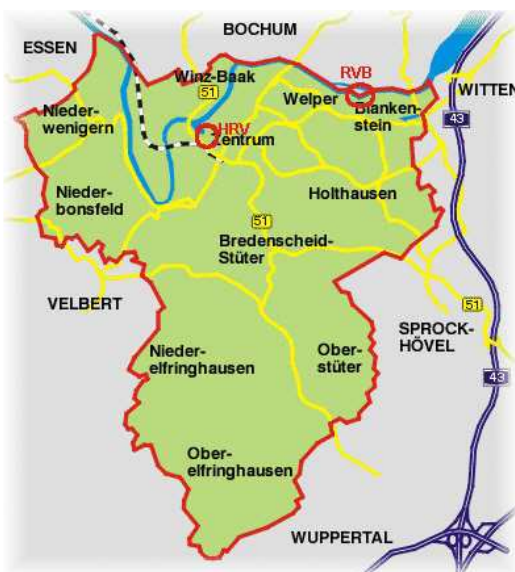 BOCHUM
ESSEN
Winz-Baak
RVB
51
Welper
WITTEN
Nieder-
wenigern
Blanken-
stein
43
HRV
Zentrum
Nieder-
bonsfeld
Holthausen
51
Bredenscheid-
Stüter
VELBERT
51
SPROCK-
HÖVEL
Nieder-
elfringhausen
Ober-
stüter
43
Ober-
elfringhausen
WUPPERTAL